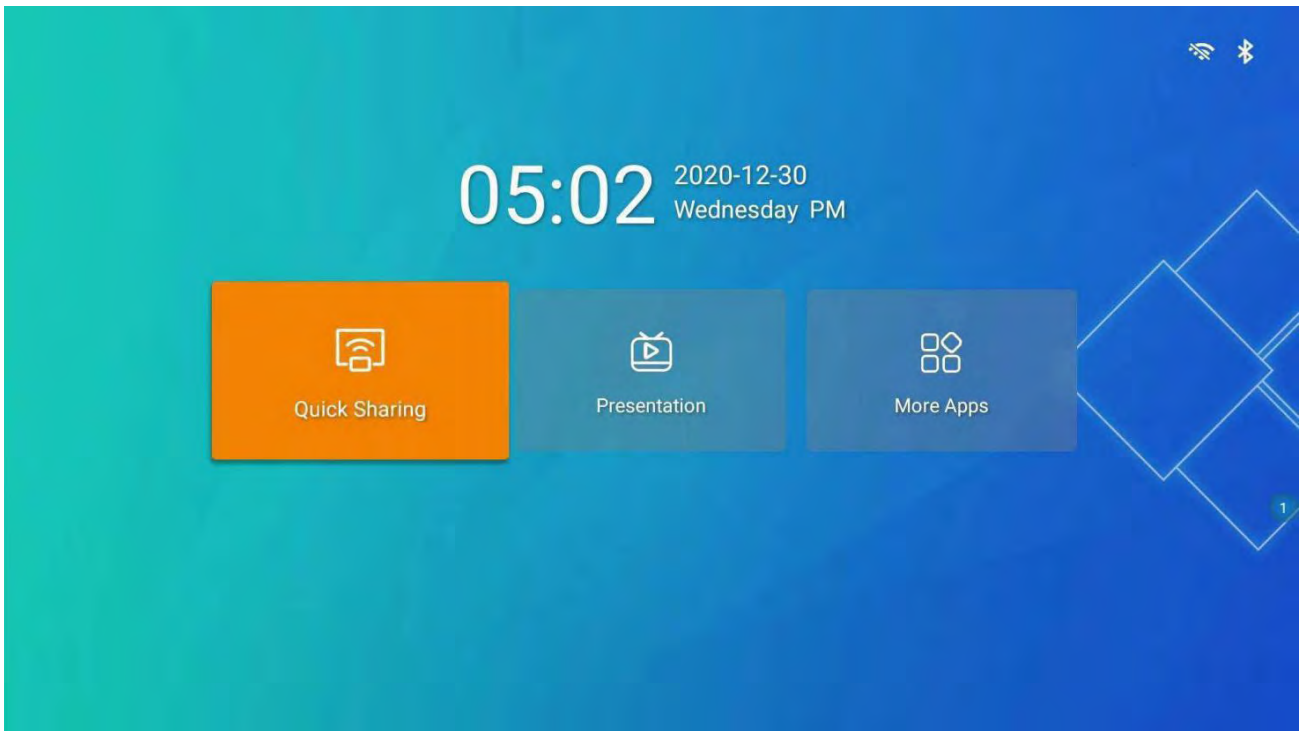 05:02
2020-12-30
Wednesday PM
Quick Sharing
Presentation
More Apps
1